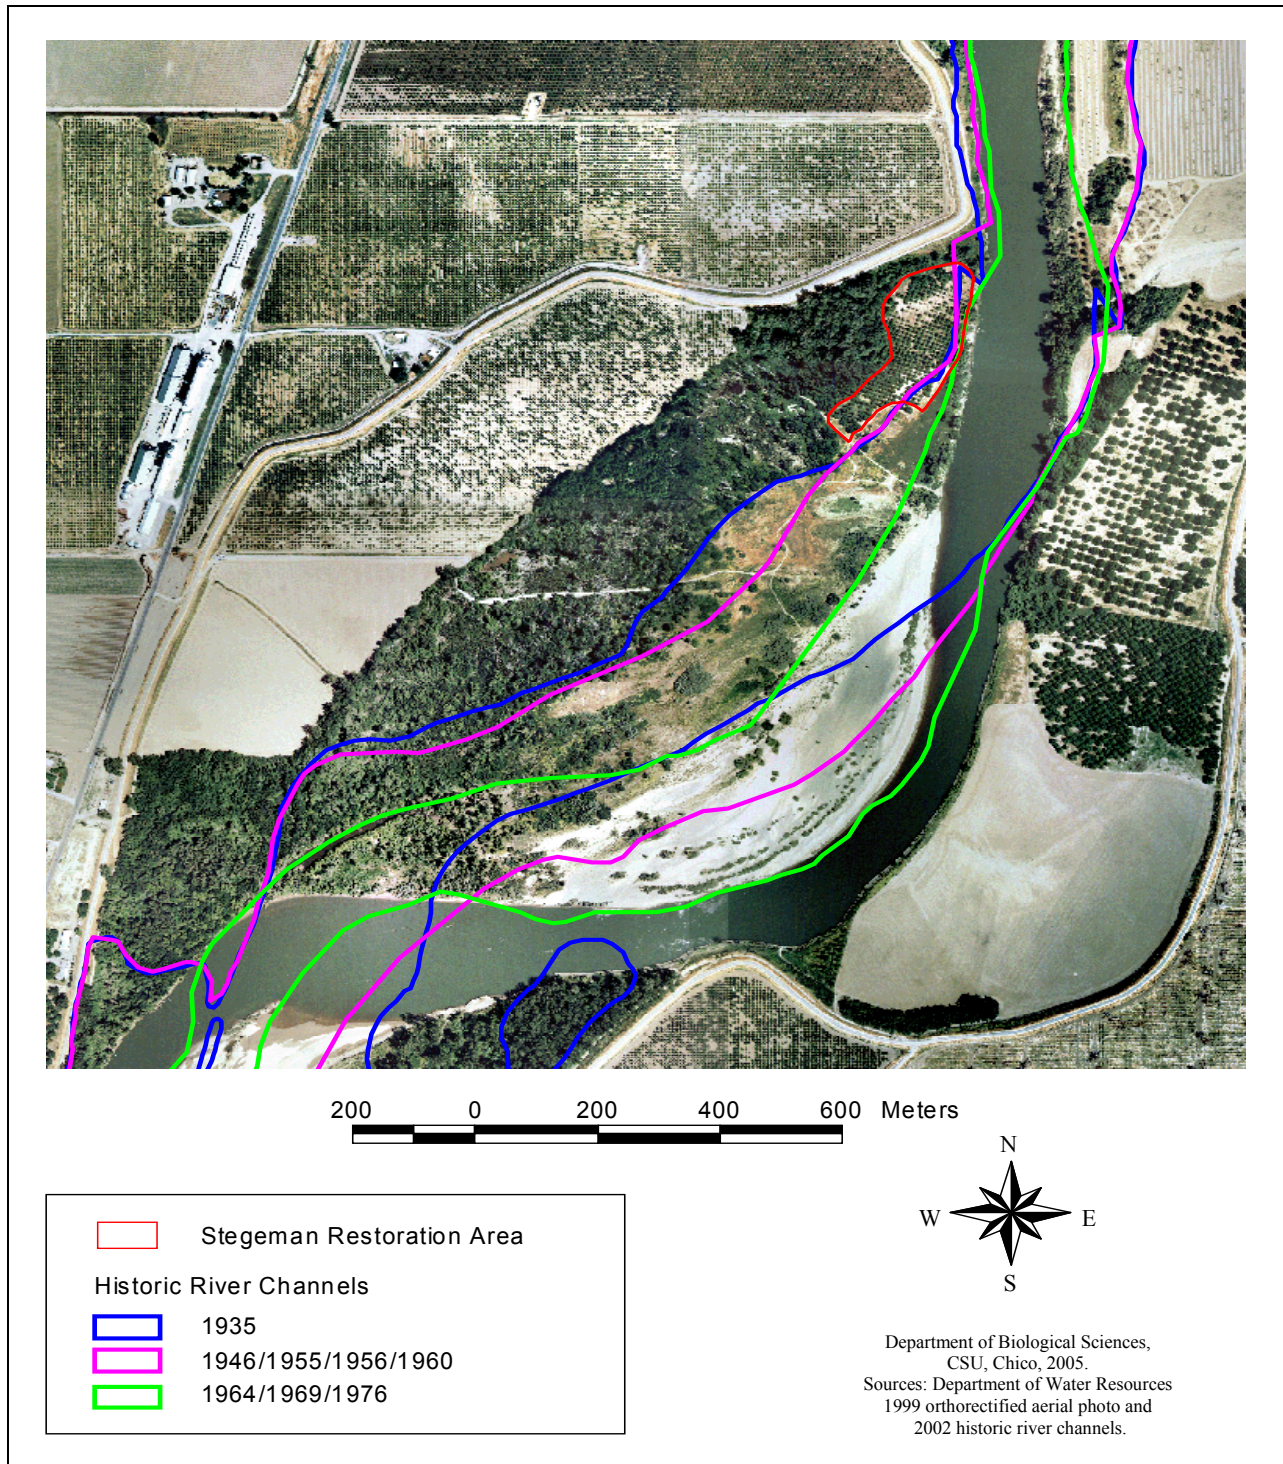 200 0 200 400 600 Meters
N
W E
S
Stegeman Restoration Area
Historic River Channels
1935
1946/1955/1956/1960
1964/1969/1976
Department of Biological Sciences,
CSU, Chico, 2005.
Sources: Department of Water Resources
1999 orthorectified aerial photo and
2002 historic river channels.